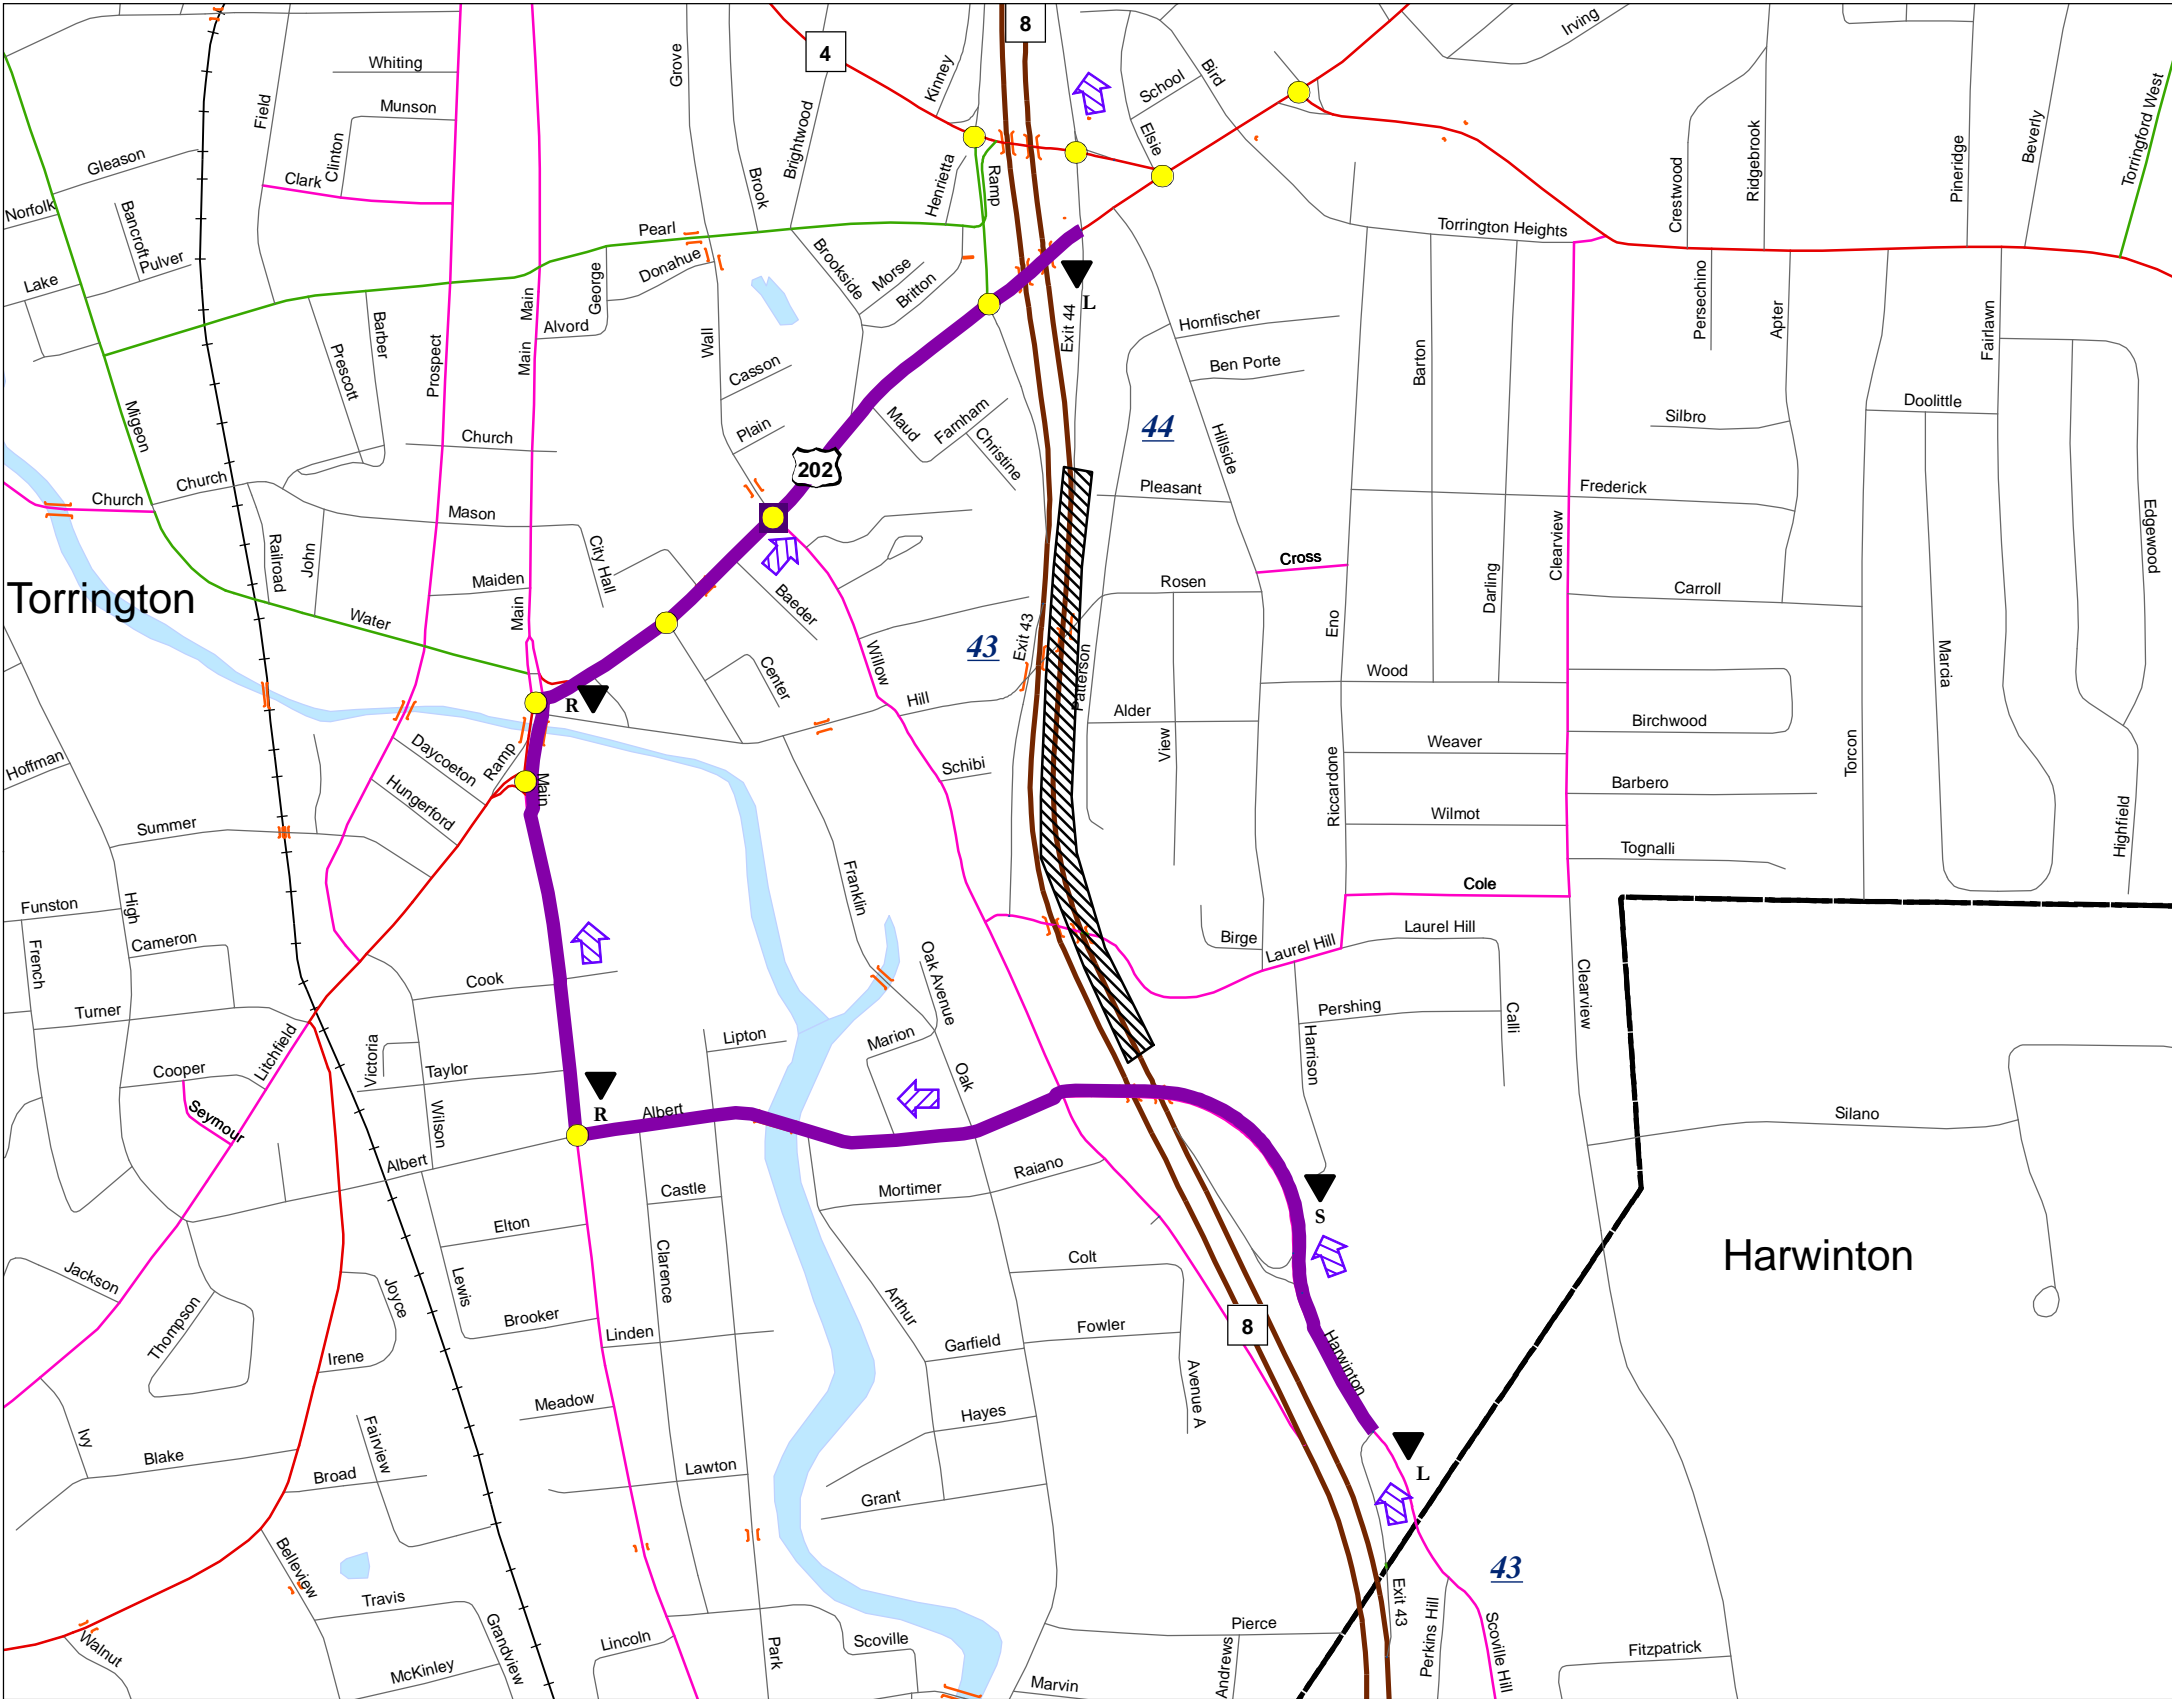 8
4
Irving
Whiting
Grove
Kinney
School
Bird
Torringford West
Munson
Field
Brightwood
Elsie
Ridgebrook
Beverly
Pineridge
Crestwood
Gleason
Clinton
Clark
Brook
Henrietta
Ramp
Norfolk
Bancroft
Pulver
Pearl
Torrington Heights
Lake
George
Donahue
Brookside
Morse
Britton
L
Main
Alvord
Exit 44
Hornfischer
Persechino
Apter
Fairlawn
Barber
Prescott
Prospect
Main
Wall
Casson
Ben Porte
Barton
Migeon
Church
Plain
Maud
Farnham
Christine
44
Hillside
Silbro
Doolittle
202
Church
Church
Pleasant
Frederick
Mason
Edgewood
Railroad
John
City Hall
Maiden
Baeder
Cross
Clearview
Darling
Rosen
Carroll
Torrington
Main
Water
Eno
43
Exit 43
Willow
Patterson
Wood
Marcia
Center
Hill
R
Alder
View
Birchwood
Hoffman
Daycoeton
Ramp
Main
Schibi
Weaver
Torcon
Hungerford
Riccardone
Barbero
Summer
Wilmot
Highfield
Tognalli
Franklin
Cole
Funston
High
French
Cameron
Oak Avenue
Birge
Laurel Hill
Laurel Hill
Clearview
Cook
Turner
Pershing
Calli
Litchfield
Victoria
Lipton
Marion
Harrison
Cooper
Taylor
Oak
Seymour
Wilson
R
Albert
Silano
Albert
Raiano
Castle
Mortimer
S
Elton
Harwinton
Clarence
Colt
Jackson
Joyce
Lewis
Arthur
Thompson
Brooker
Linden
Fowler
8
Garfield
Irene
Harwinton
Avenue A
Meadow
Hayes
Ivy
Fairview
Blake
Broad
Lawton
L
Grant
43
Belleview
Travis
Exit 43
Perkins Hill
Scoville Hill
Grandview
Walnut
Lincoln
Park
Scoville
Pierce
Andrews
Fitzpatrick
McKinley
Marvin